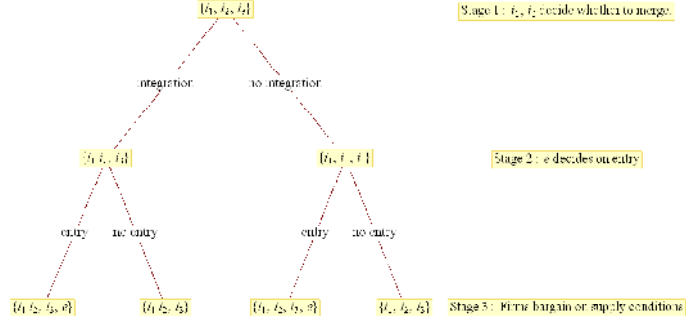 {i₁, i₂, i₃}
Stage 1 : i₁, i₂ decide whether to merge.
integration
no integration
Stage 2 : e decides on entry
entry
no entry
entry
no entry
{i₁ i₂, i₃, e}
{i₁ i₂, i₃}
{i₁, i₂, i₃, e}
{i₁, i₂, i₃}
Stage 3 : Firms bargain on supply conditions